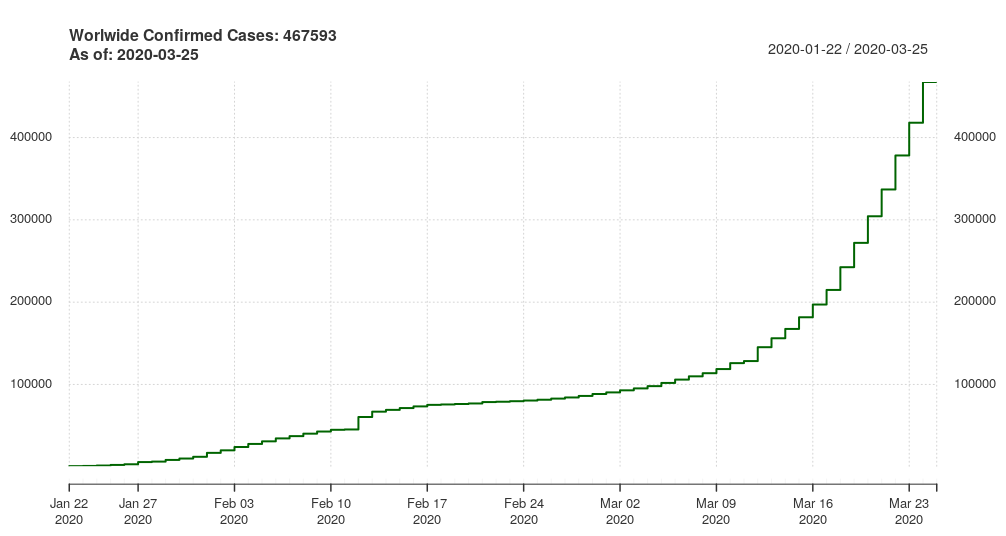 Worlwide Confirmed Cases: 467593
As of: 2020-03-25
2020-01-22 / 2020-03-25
400000 400000
300000 300000
200000 200000
100000 100000
Jan 22 Jan 27 Feb 03 Feb 10 Feb 17 Feb 24 Mar 02 Mar 09 Mar 16 Mar 23
2020 2020 2020 2020 2020 2020 2020 2020 2020 2020